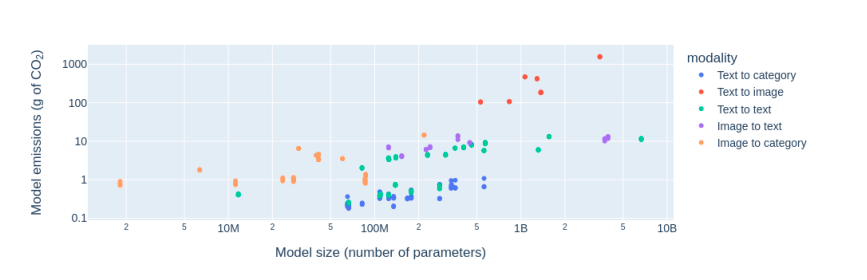 Model emissions (g of CO₂)
1000
100
10
1
0.1
2 5 10M 2 5 100M 2 5 1B 2 5 10B
Model size (number of parameters)
modality
Text to category
Text to image
Text to text
Image to text
Image to category